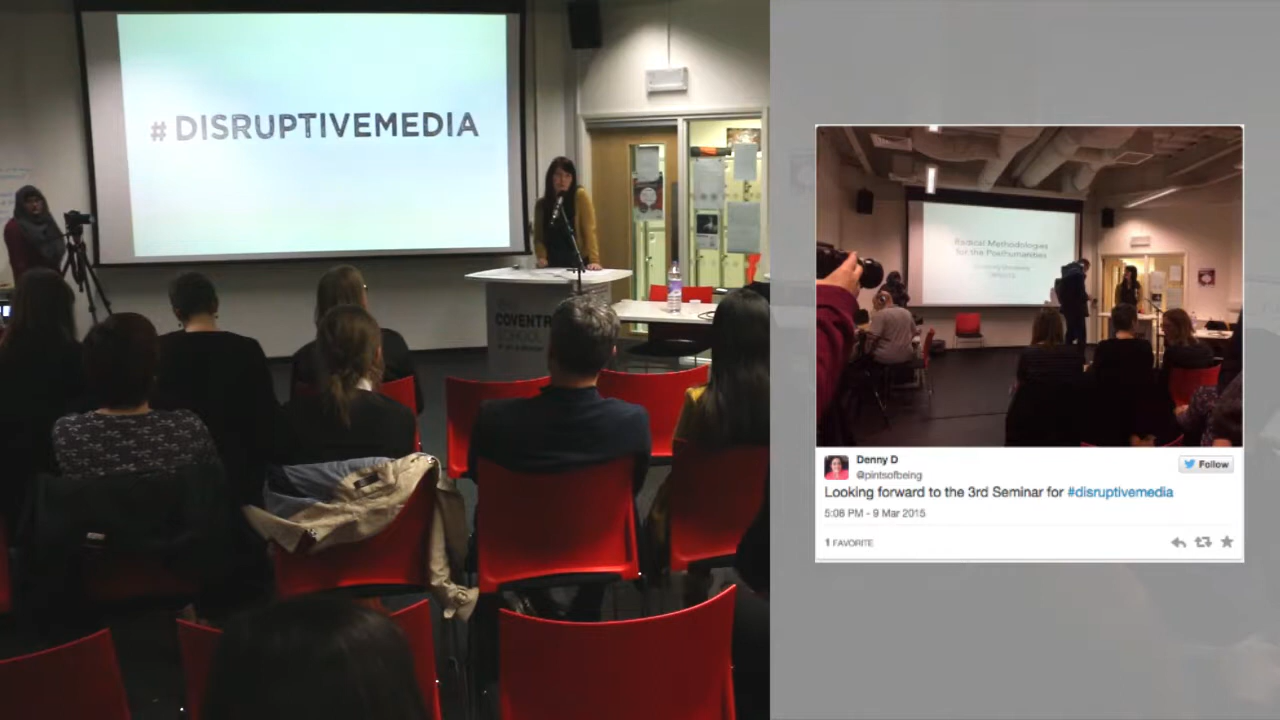 # DISRUPTIVEMEDIA
COVENTR
SCHOOL
Radical Methodologies
for the Posthumanities
Denny D
@pintsofbeing
Follow
Looking forward to the 3rd Seminar for #disruptivemedia
5:08 PM - 9 Mar 2015
1 FAVORITE